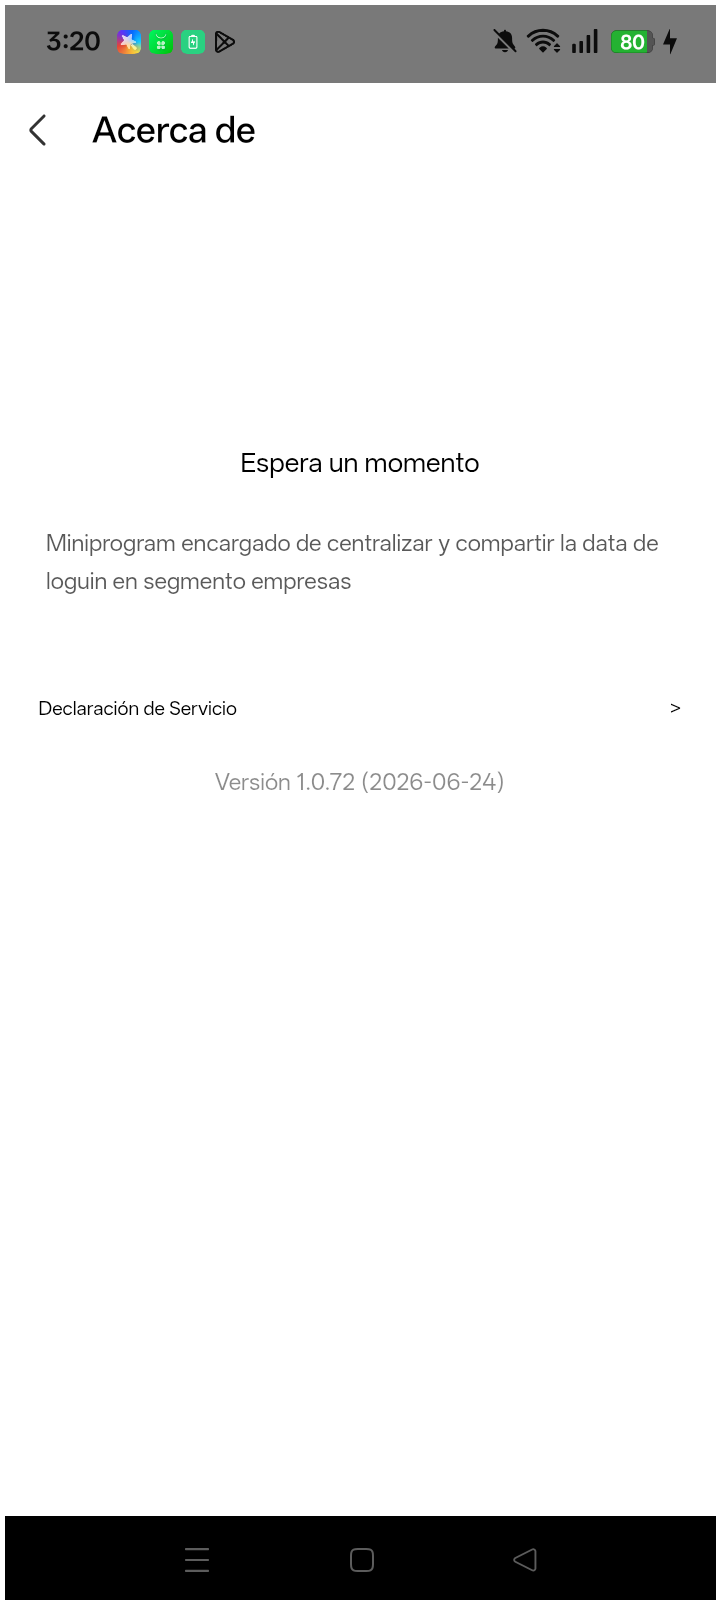 3:20
80
Acerca de
Espera un momento
Miniprogram encargado de centralizar y compartir la data de
loguin en segmento empresas
Declaración de Servicio >
Versión 1.0.72 (2026-06-24)